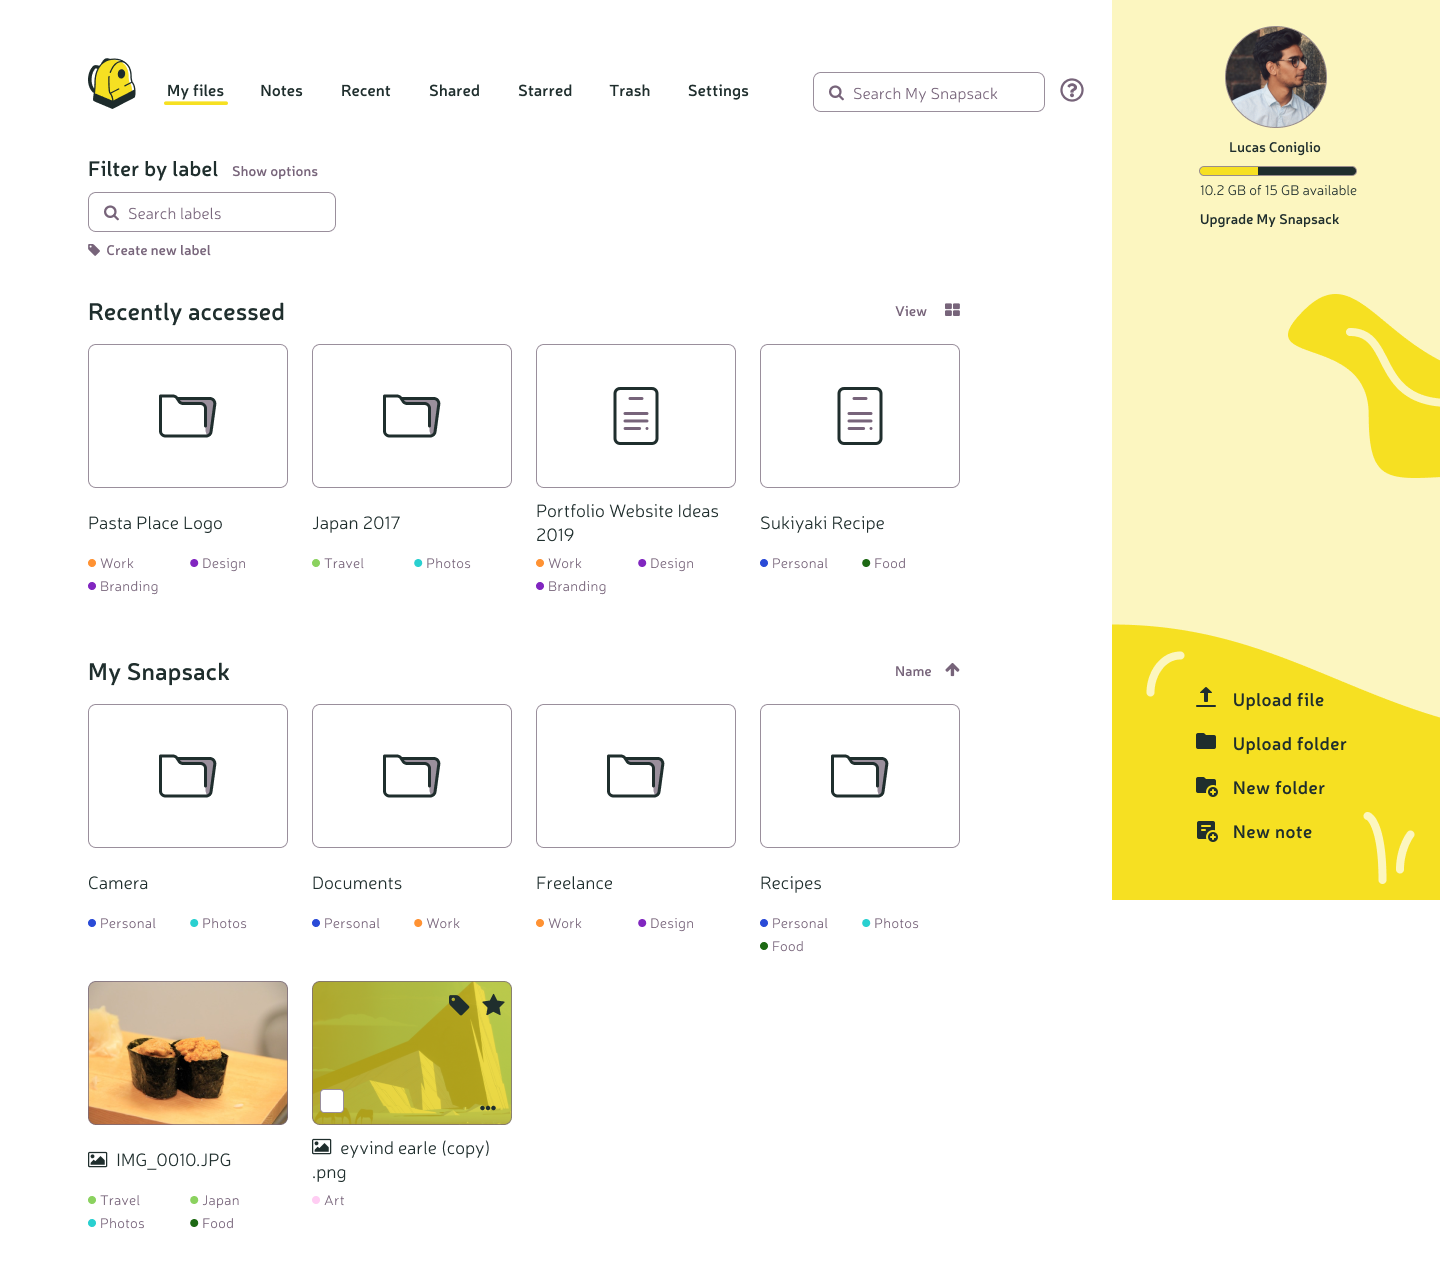 My files
Notes
Recent
Shared
Starred
Trash
Settings
Search My Snapsack
Filter by label
Show options
Search labels
Create new label
Recently accessed
View
Pasta Place Logo
Work
Design
Branding
Japan 2017
Travel
Photos
Portfolio Website Ideas
2019
Work
Design
Branding
Sukiyaki Recipe
Personal
Food
My Snapsack
Name
Camera
Personal
Photos
Documents
Personal
Work
Freelance
Work
Design
Recipes
Personal
Photos
Food
IMG_0010.JPG
Travel
Japan
Photos
Food
eyvind earle (copy)
.png
Art
Lucas Coniglio
10.2 GB of 15 GB available
Upgrade My Snapsack
Upload file
Upload folder
New folder
New note